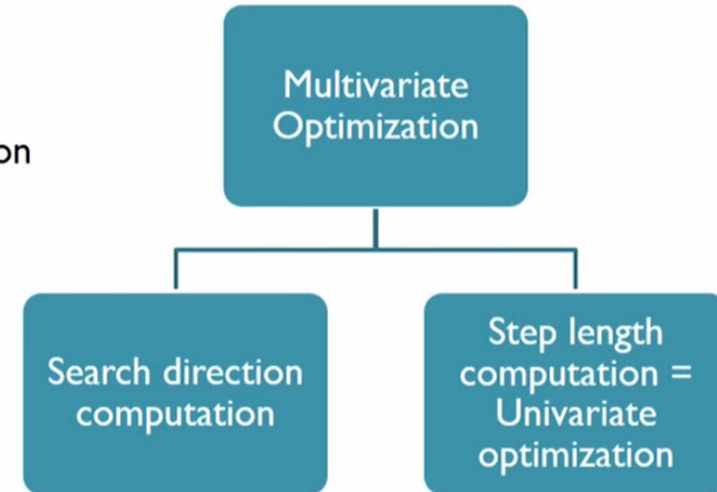 Multivariate
Optimization
on
Search direction
computation
Step length
computation =
Univariate
optimization